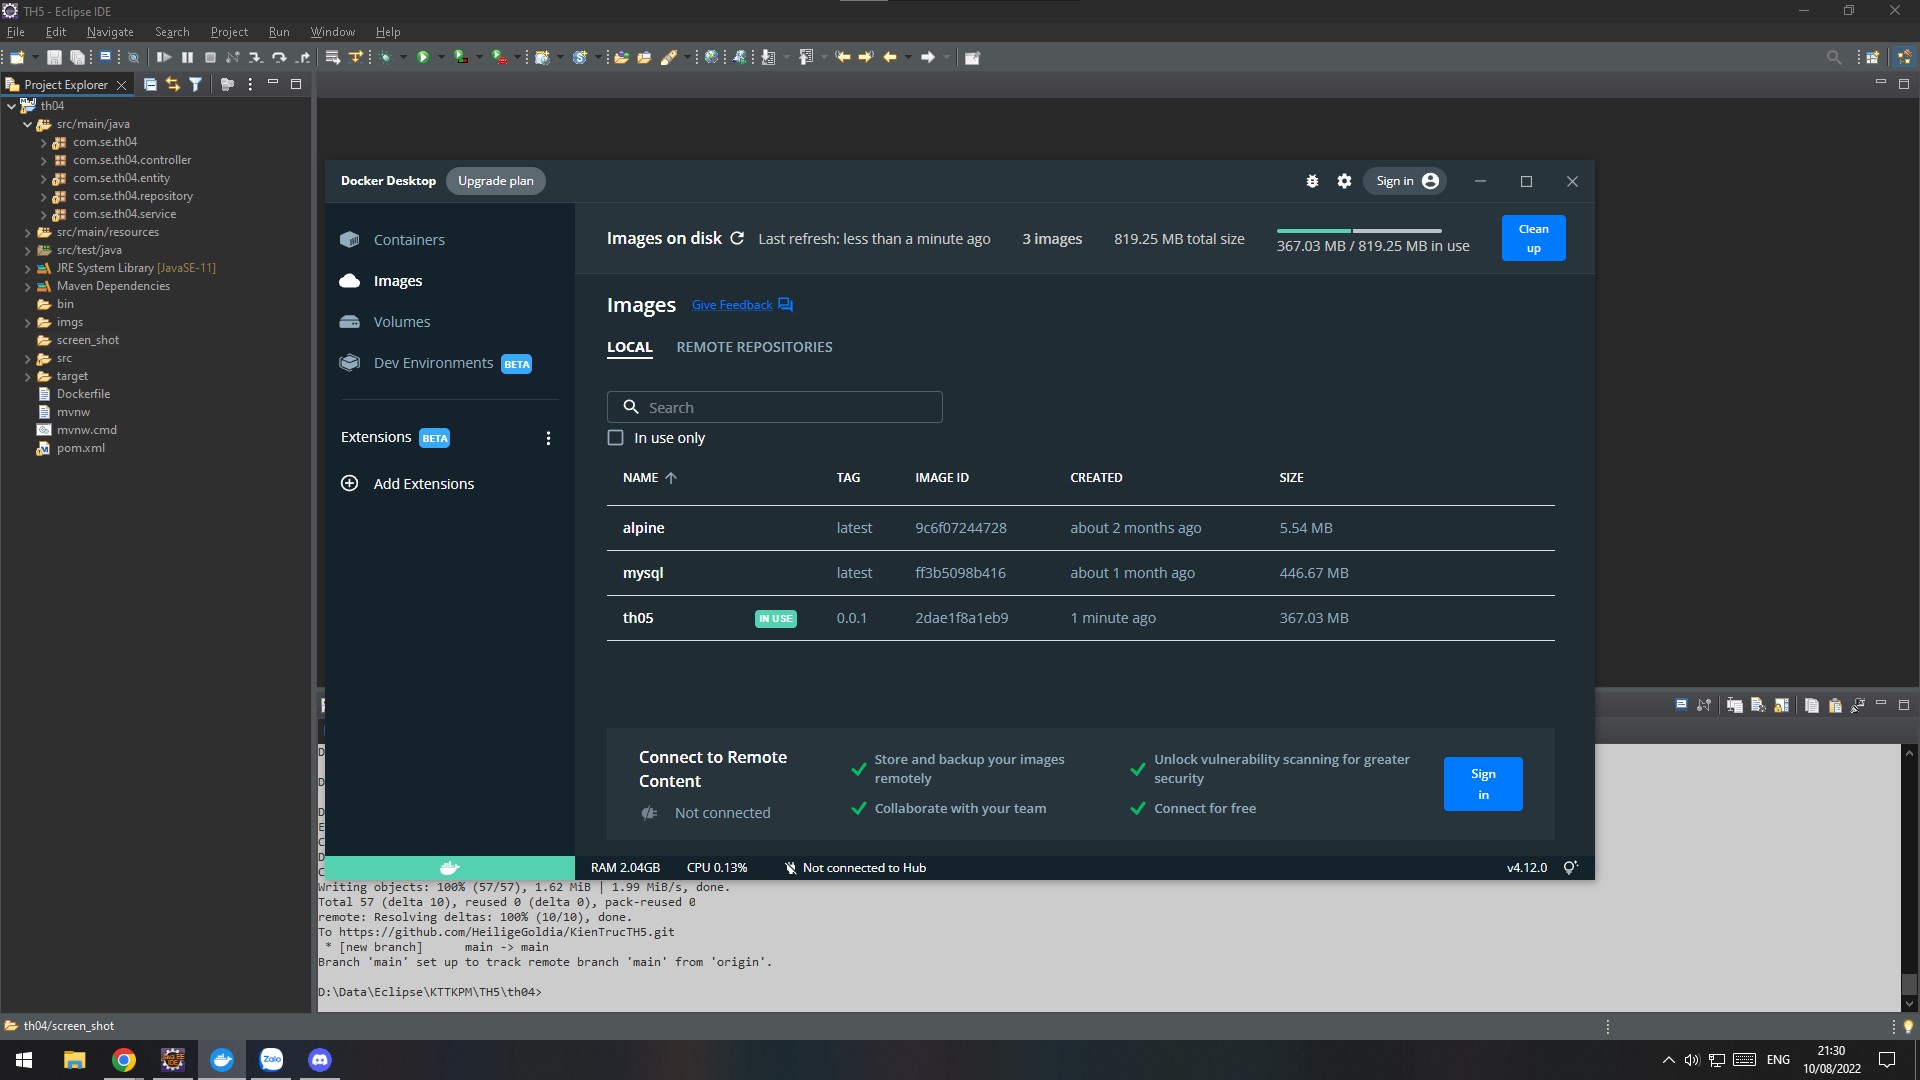 TH5 - Eclipse IDE
File Edit Navigate Search Project Run Window Help
Project Explorer
th04
src/main/java
com.se.th04
com.se.th04.controller
com.se.th04.entity
com.se.th04.repository
com.se.th04.service
src/main/resources
src/test/java
JRE System Library [JavaSE-11]
Maven Dependencies
bin
imgs
screen_shot
src
target
Dockerfile
mvnw
mvnw.cmd
pom.xml
Docker Desktop Upgrade plan Sign in
Containers
Images
Volumes
Dev Environments BETA
Extensions BETA
Add Extensions
Images on disk Last refresh: less than a minute ago 3 images 819.25 MB total size 367.03 MB / 819.25 MB in use Clean up
Images Give Feedback
LOCAL REMOTE REPOSITORIES
Search
In use only
NAME TAG IMAGE ID CREATED SIZE
alpine latest 9c6f07244728 about 2 months ago 5.54 MB
mysql latest ff3b5098b416 about 1 month ago 446.67 MB
th05 IN USE 0.0.1 2dae1f8a1eb9 1 minute ago 367.03 MB
Connect to Remote Content
Not connected
Store and backup your images remotely
Collaborate with your team
Unlock vulnerability scanning for greater security
Connect for free
Sign in
RAM 2.04GB CPU 0.13% Not connected to Hub v4.12.0
Writing objects: 100% (57/57), 1.62 MiB | 1.99 MiB/s, done.
Total 57 (delta 10), reused 0 (delta 0), pack-reused 0
remote: Resolving deltas: 100% (10/10), done.
To https://github.com/HeiligeGoldia/KienTrucTH5.git
* [new branch] main -> main
Branch 'main' set up to track remote branch 'main' from 'origin'.
D:\Data\Eclipse\KTTKPM\TH5\th04>
th04/screen_shot
Zalo
ENG
21:30
10/08/2022